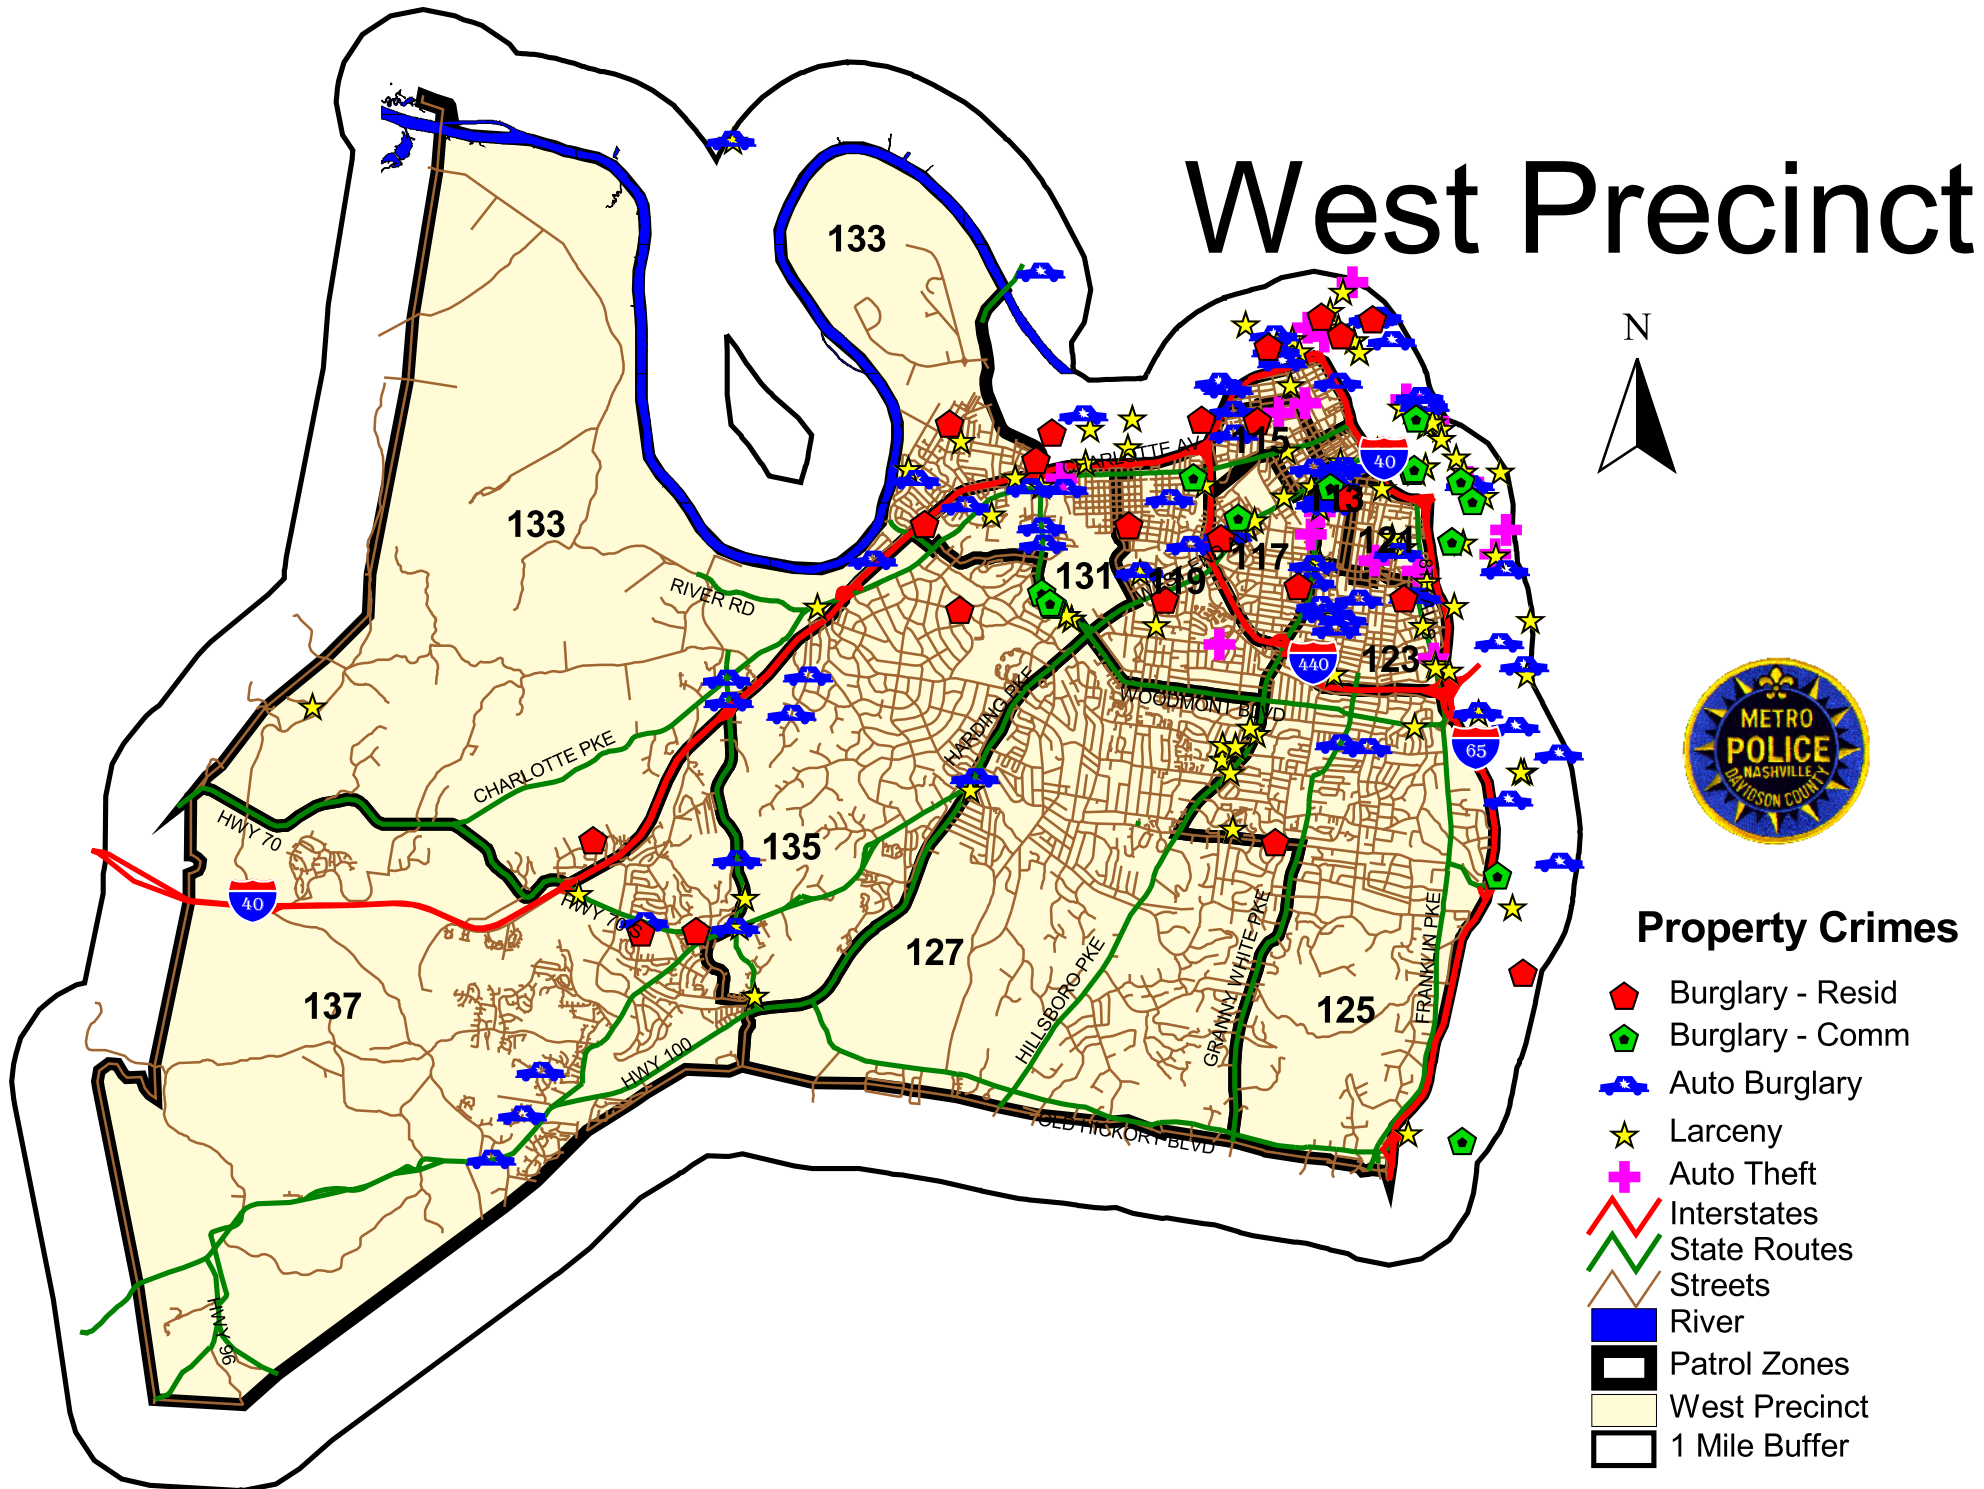 West Precinct
N
133
133
115
CHARLOTTE AV
40
113
121
117
131
119
RIVER RD
HARDING PKE
440
123
WOODMONT BLVD
65
METRO
POLICE
NASHVILLE
DAVIDSON COUNTY
CHARLOTTE PKE
HWY 70
135
40
HWY 70 S
127
137
HILLSBORO PKE
GRANNY WHITE PKE
FRANKLIN PKE
125
HWY 100
OLD HICKORY BLVD
HWY 96
Property Crimes
Burglary - Resid
Burglary - Comm
Auto Burglary
Larceny
Auto Theft
Interstates
State Routes
Streets
River
Patrol Zones
West Precinct
1 Mile Buffer